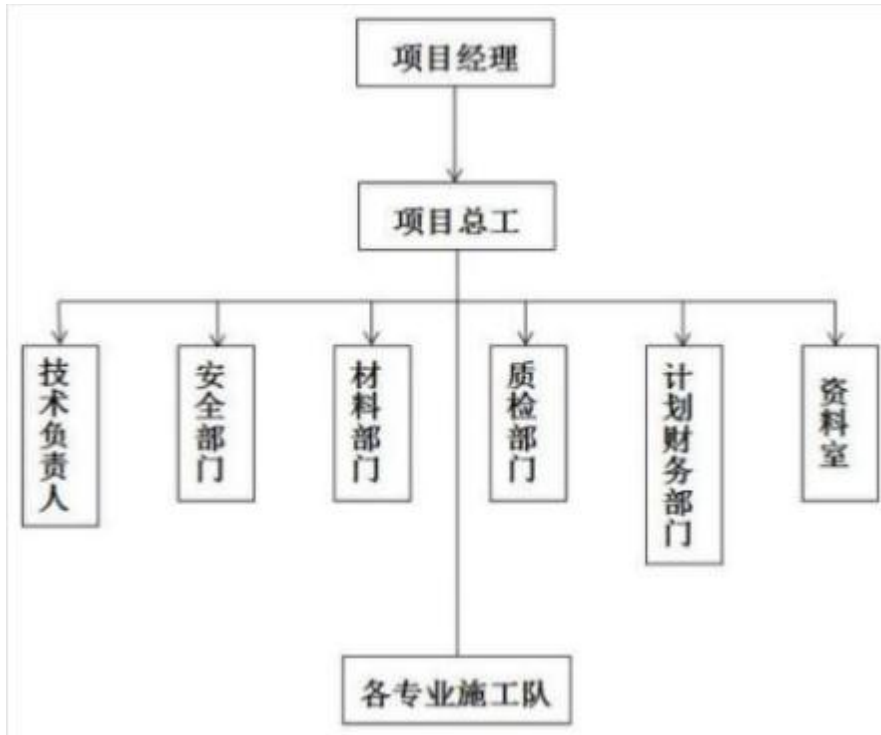 项目经理
项目总工
技术负责人
安全部门
材料部门
质检部门
计划财务部门
资料室
各专业施工队